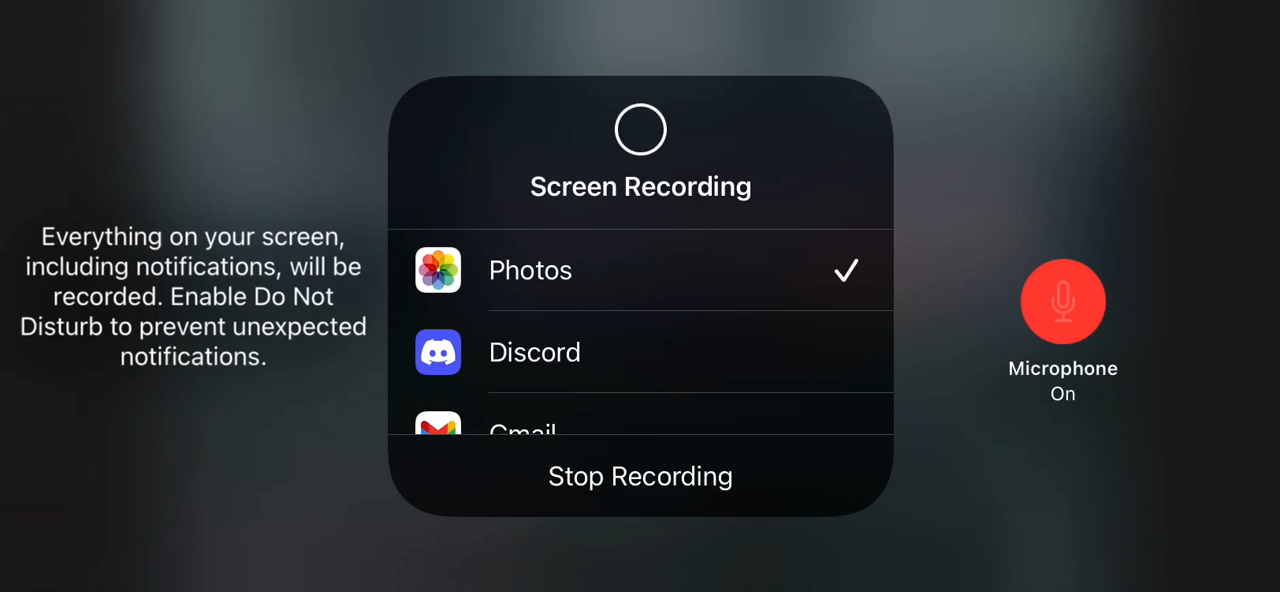 Screen Recording
Everything on your screen,
including notifications, will be
recorded. Enable Do Not
Disturb to prevent unexpected
notifications.
Photos
Discord
Gmail
Stop Recording
Microphone
On